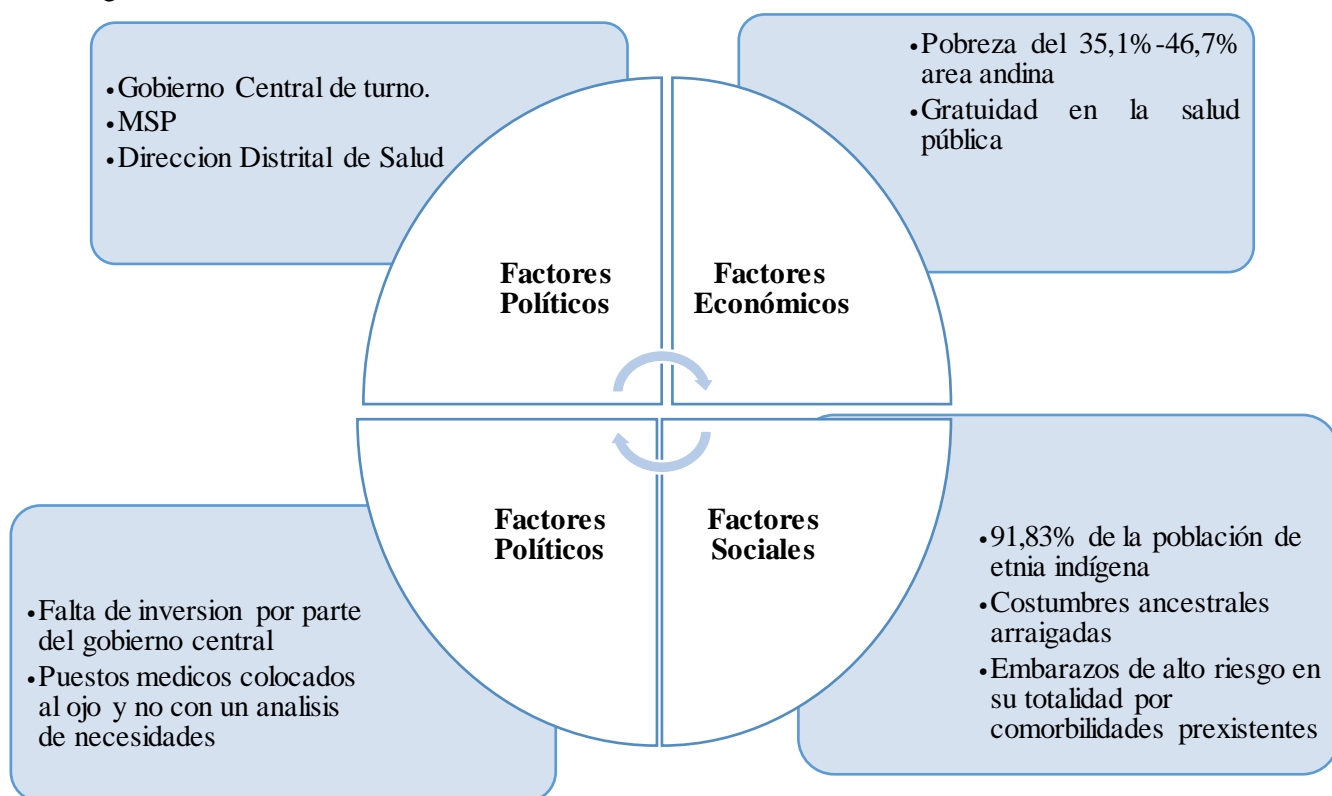 •Gobierno Central de turno.
•MSP
•Direccion Distrital de Salud
•Pobreza del 35,1%-46,7%
area andina
•Gratuidad en la salud
pública
Factores
Políticos
Factores
Económicos
Factores
Políticos
Factores
Sociales
•Falta de inversion por parte
del gobierno central
•Puestos medicos colocados
al ojo y no con un analisis
de necesidades
•91,83% de la población de
etnia indígena
•Costumbres ancestrales
arraigadas
•Embarazos de alto riesgo en
su totalidad por
comorbilidades prexistentes